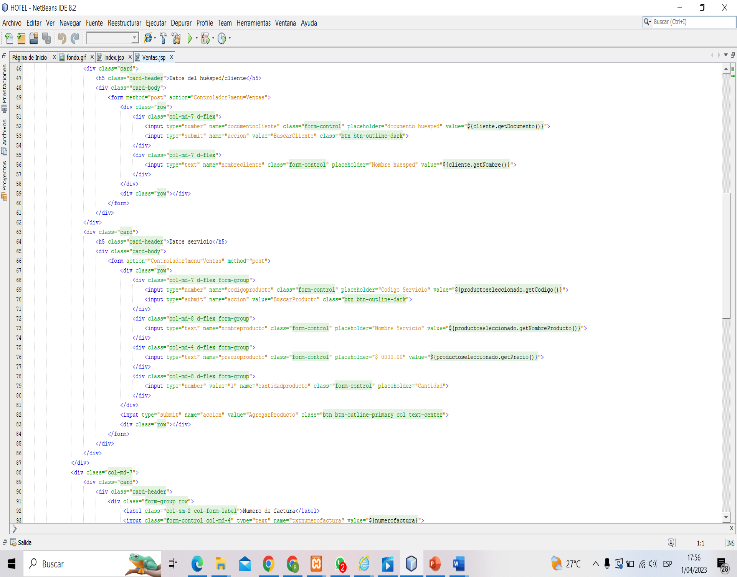 HOTEL - NetBeans IDE 8.2
Archivo Editar Ver Navegar Fuente Reestructurar Ejecutar Depurar Profile Team Herramientas Ventana Ayuda
Buscar (Ctrl+I)
Página de Inicio fondo.gif index.jsp Ventas.jsp
Prestaciones
Archivos
Proyectos
46 <div class="card">
47 <h5 class="card-header">Datos del huesped/cliente</h5>
48 <div class="card-body">
49 <form method="post" action="Controlador?menu=Ventas">
50 <div class="row">
51 <div class="col-md-7 d-flex">
52 <input type="number" name="documentocliente" class="form-control" placeholder="documento huesped" value="${cliente.getDocumento()}">
53 <input type="submit" name="accion" value="BuscarCliente" class="btn btn-outline-dark">
54 </div>
55 <div class="col-md-7 d-flex">
56 <input type="text" name="nombrecliente" class="form-control" placeholder="Nombre huesped" value="${cliente.getNombre()}">
57 </div>
58 </div>
59 <div class="row"></div>
60 </form>
61 </div>
62 </div>
63 <div class="card">
64 <h5 class="card-header">Datos servicio</h5>
65 <div class="card-body">
66 <form action="Controlador?menu=Ventas" method="post">
67 <div class="row">
68 <div class="col-md-7 d-flex form-group">
69 <input type="number" name="codigoproducto" class="form-control" placeholder="Codigo Servicio" value="${productoseleccionado.getCodigo()}">
70 <input type="submit" name="accion" value="BuscarProducto" class="btn btn-outline-dark">
71 </div>
72 <div class="col-md-8 d-flex form-group">
73 <input type="text" name="nombreproducto" class="form-control" placeholder="Nombre Servicio" value="${productoseleccionado.getNombreProducto()}">
74 </div>
75 <div class="col-md-4 d-flex form-group">
76 <input type="text" name="precioproducto" class="form-control" placeholder="$ 0000.00" value="${productoseleccionado.getPrecio()}">
77 </div>
78 <div class="col-md-8 d-flex form-group">
79 <input type="number" value="1" name="cantidadproducto" class="form-control" placeholder="Cantidad">
80 </div>
81 </div>
82 <input type="submit" name="accion" value="AgregarProducto" class="btn btn-outline-primary col text-center">
83 <div class="row"></div>
84 </form>
85 </div>
86 </div>
87 </div>
88 <div class="col-md-7">
89 <div class="card">
90 <div class="card-header">
91 <div class="form-group row">
92 <label class="col-sm-2 col-form-label">Numero de factura</label>
93 <input class="form-control col-md-4" type="text" name="txtnumerofactura" value="${numerofactura}">
Salida
1:1
INS
Buscar
27°C
ESP
17:56
1/04/2023